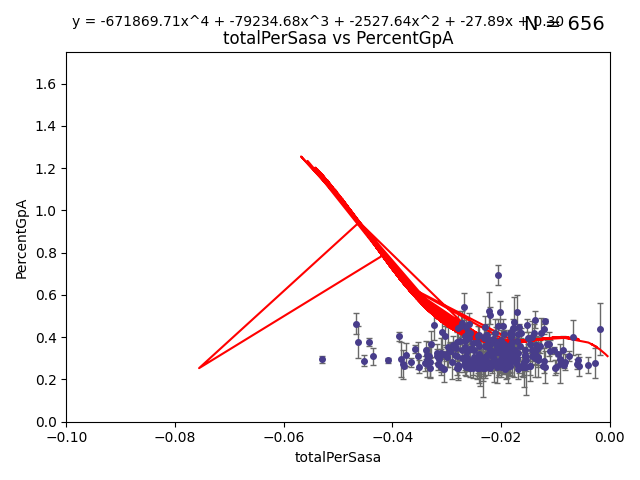 y = -671869.71x^4 + -79234.68x^3 + -2527.64x^2 + -27.89x + 0.30
N = 656
totalPerSasa vs PercentGpA
1.6
1.4
1.2
1.0
0.8
0.6
0.4
0.2
0.0
PercentGpA
−0.10 −0.08 −0.06 −0.04 −0.02 0.00
totalPerSasa